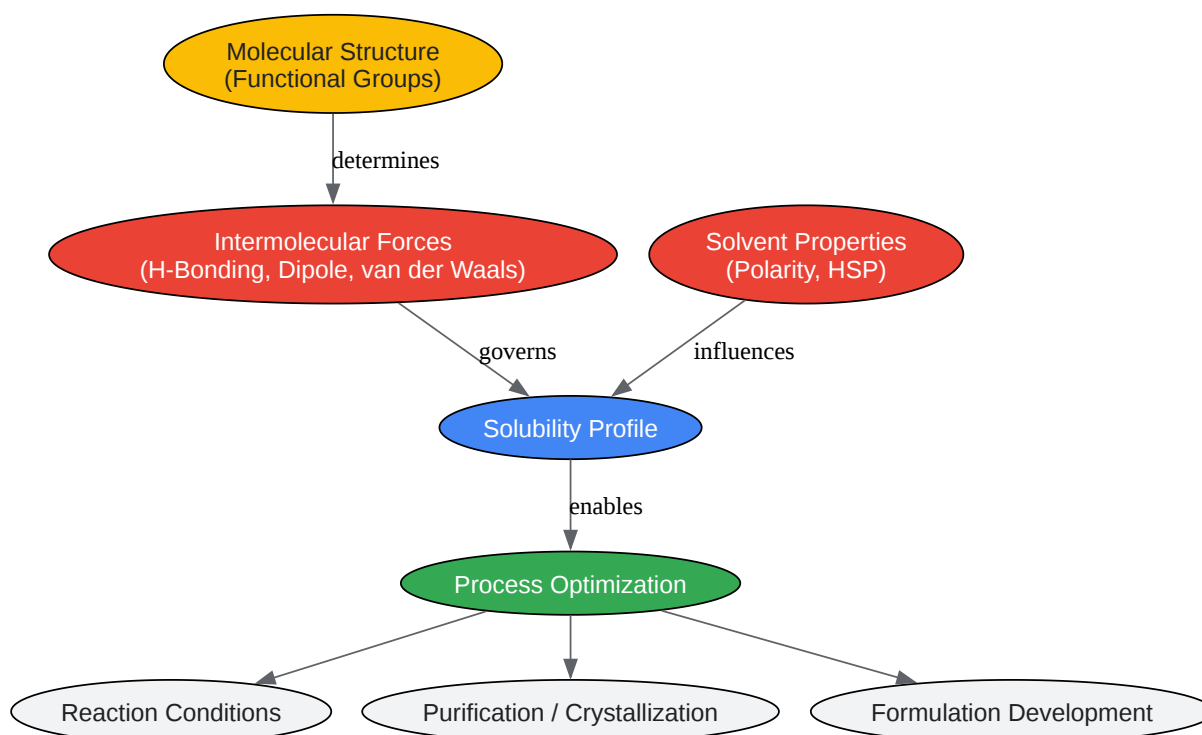 Molecular Structure
(Functional Groups)
determines
Intermolecular Forces
(H-Bonding, Dipole, van der Waals)
Solvent Properties
(Polarity, HSP)
governs
influences
Solubility Profile
enables
Process Optimization
Reaction Conditions
Purification / Crystallization
Formulation Development